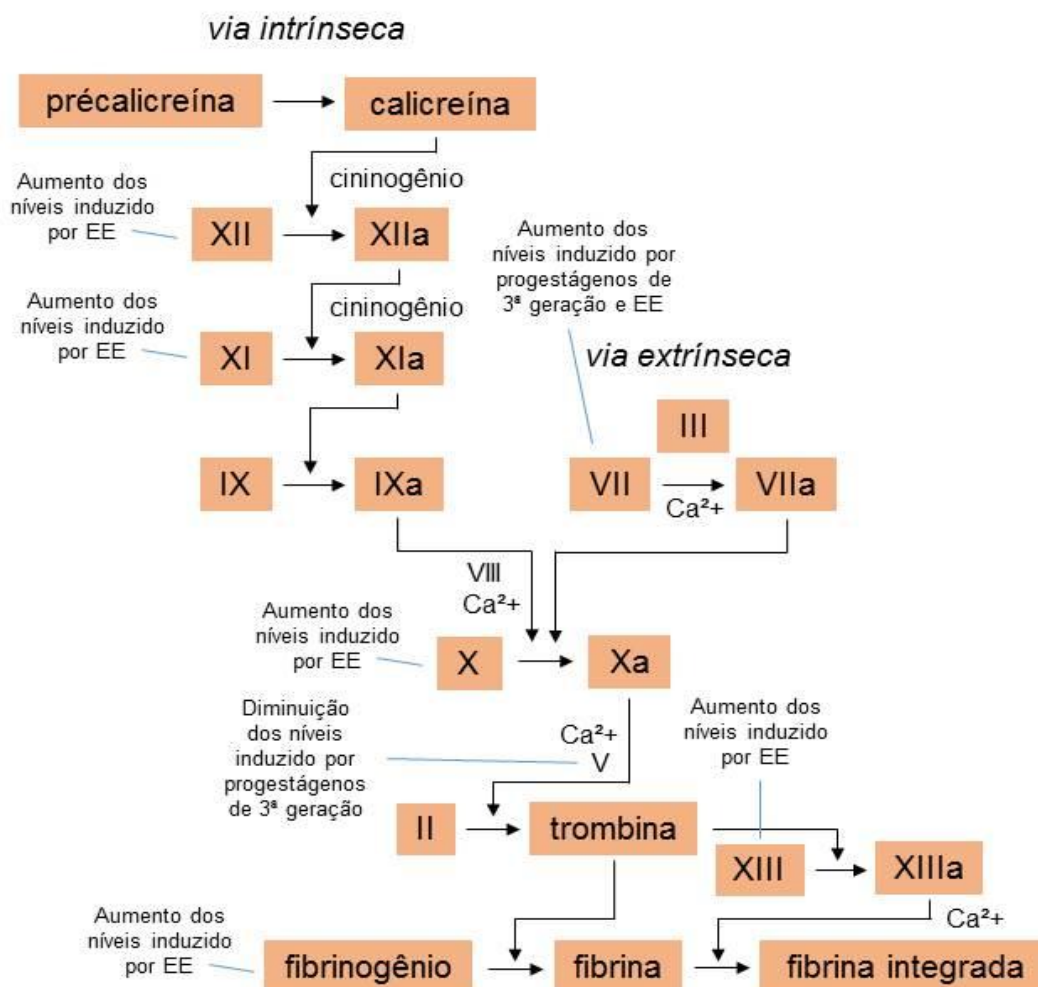 via intrínseca
précalicreína
calicreína
cininogênio
Aumento dos
níveis induzido
por EE
XII
XIIa
Aumento dos
níveis induzido por
progestágenos de
3ª geração e EE
cininogênio
Aumento dos
níveis induzido
por EE
XI
XIa
via extrínseca
III
IX
IXa
VII
Ca²+
VIIa
VIII
Ca²+
Aumento dos
níveis induzido
por EE
X
Xa
Diminuição
dos níveis
induzido por
progestágenos
de 3ª geração
Ca²+
V
Aumento dos
níveis induzido
por EE
II
trombina
XIII
XIIIa
Ca²+
Aumento dos
níveis induzido
por EE
fibrinogênio
fibrina
fibrina integrada